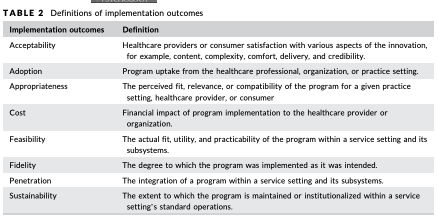 TABLE 2 Definitions of implementation outcomes
Implementation outcomes Definition
Acceptability Healthcare providers or consumer satisfaction with various aspects of the innovation,
for example, content, complexity, comfort, delivery, and credibility.
Adoption Program uptake from the healthcare professional, organization, or practice setting.
Appropriateness The perceived fit, relevance, or compatibility of the program for a given practice
setting, healthcare provider, or consumer
Cost Financial impact of program implementation to the healthcare provider or
organization.
Feasibility The actual fit, utility, and practicability of the program within a service setting and its
subsystems.
Fidelity The degree to which the program was implemented as it was intended.
Penetration The integration of a program within a service setting and its subsystems.
Sustainability The extent to which the program is maintained or institutionalized within a service
setting's standard operations.